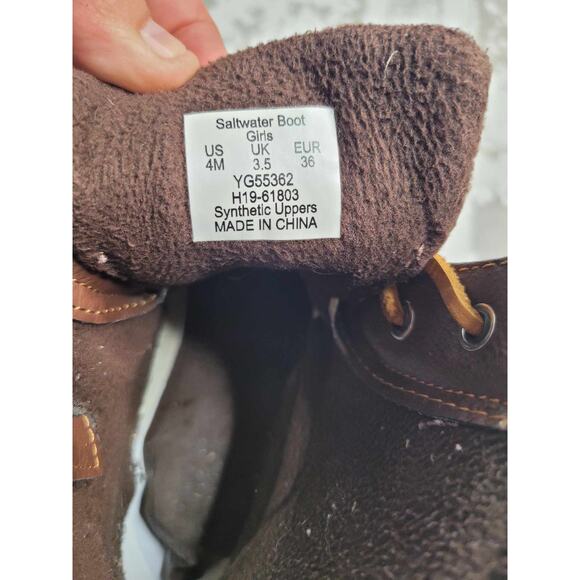 Saltwater Boot
Girls
US UK EUR
4M 3.5 36
YG55362
H19-61803
Synthetic Uppers
MADE IN CHINA